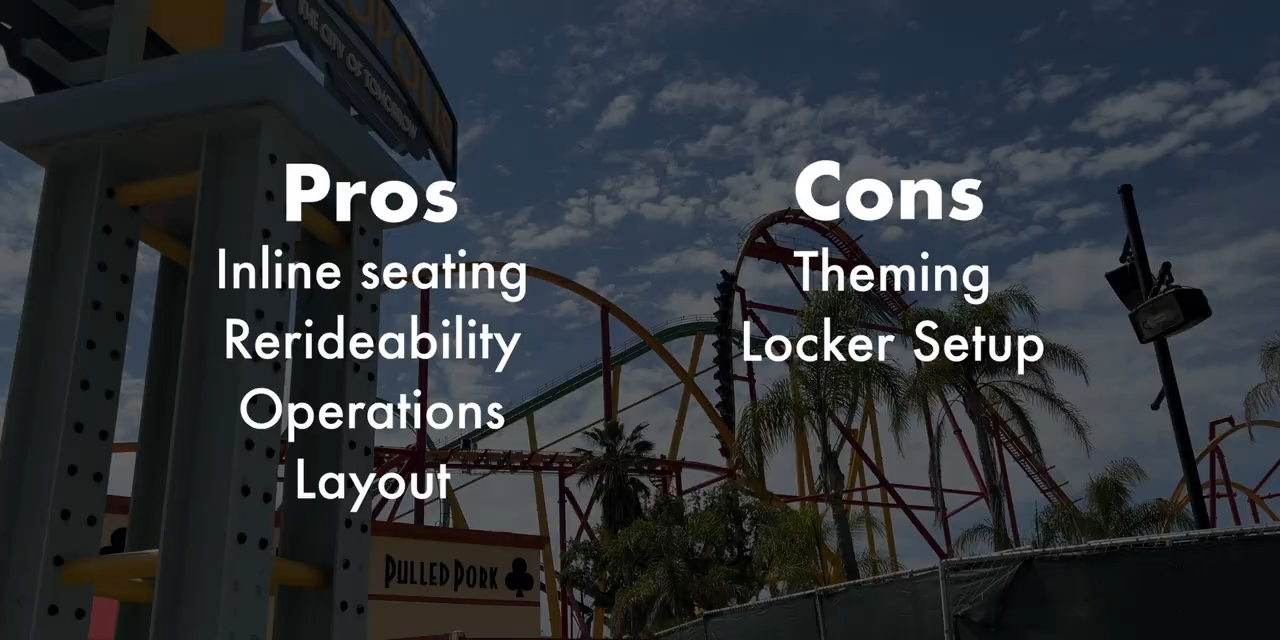 THE CITY OF TOMORROW
Pros
Inline seating
Rerideability
Operations
Layout
Cons
Theming
Locker Setup
PULLED PORK